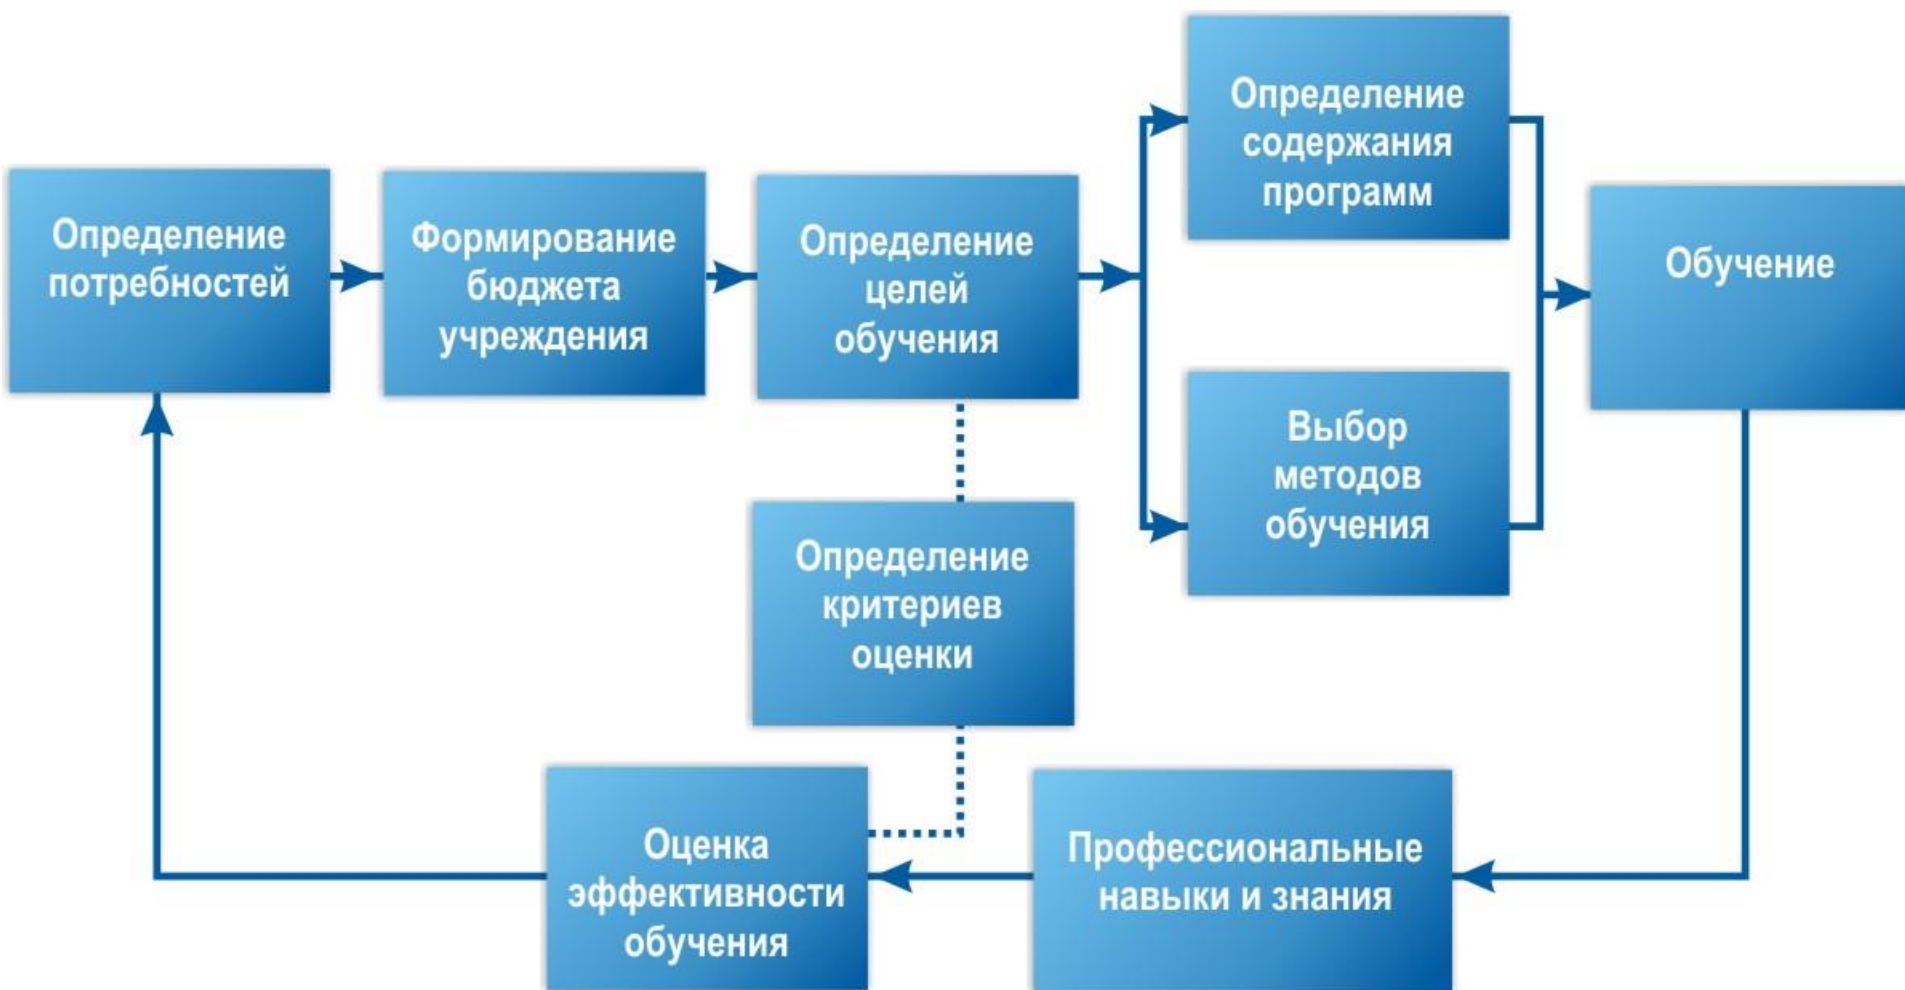 Определение
потребностей
Формирование
бюджета
учреждения
Определение
целей
обучения
Определение
содержания
программ
Выбор
методов
обучения
Обучение
Определение
критериев
оценки
Оценка
эффективности
обучения
Профессиональные
навыки и знания